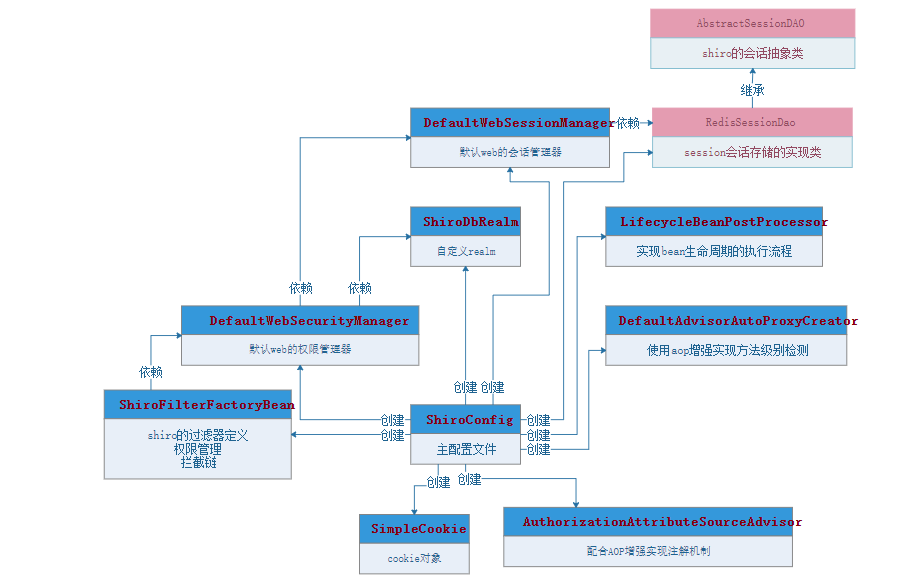 AbstractSessionDAO
shiro的会话抽象类
继承
DefaultWebSessionManager
默认web的会话管理器
依赖
RedisSessionDao
session会话存储的实现类
ShiroDbRealm
自定义realm
LifecycleBeanPostProcessor
实现bean生命周期的执行流程
依赖
依赖
DefaultWebSecurityManager
默认web的权限管理器
DefaultAdvisorAutoProxyCreator
使用aop增强实现方法级别检测
依赖
ShiroFilterFactoryBean
shiro的过滤器定义
权限管理
拦截链
创建
创建
创建
创建
ShiroConfig
主配置文件
创建
创建
创建
创建
创建
SimpleCookie
cookie对象
AuthorizationAttributeSourceAdvisor
配合AOP增强实现注解机制